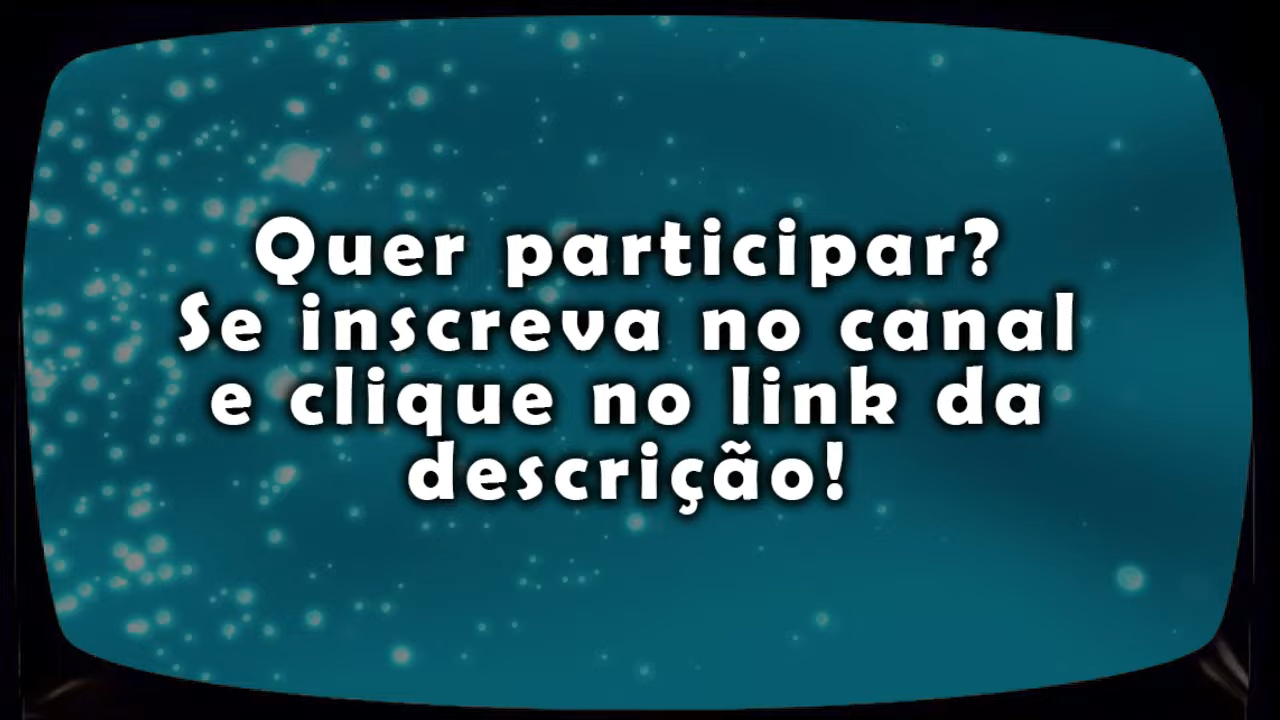 Quer participar?
Se inscreva no canal
e clique no link da
descrição!